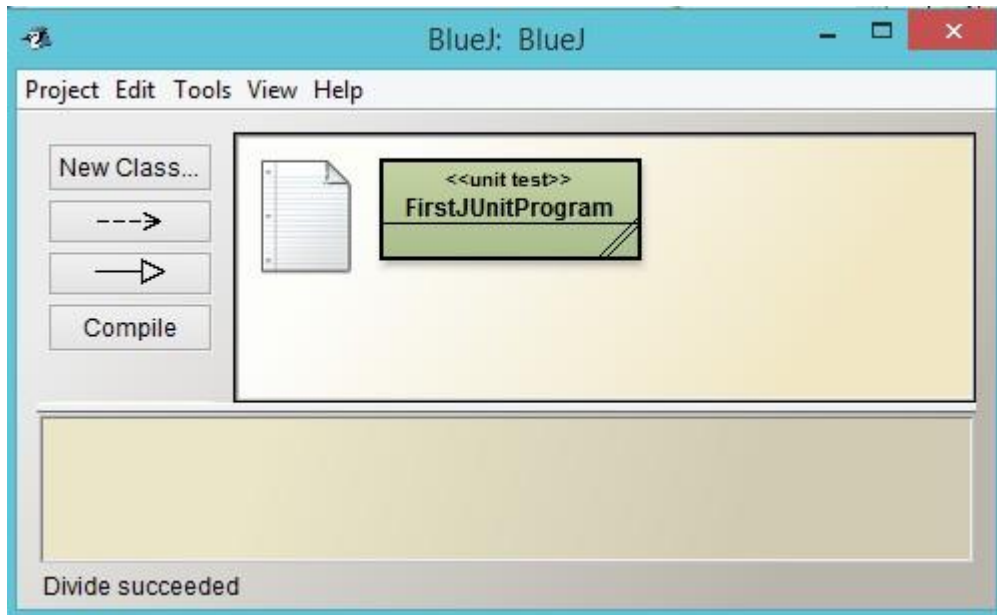 BlueJ: BlueJ
Project Edit Tools View Help
New Class...
<<unit test>>
FirstJUnitProgram
Compile
Divide succeeded